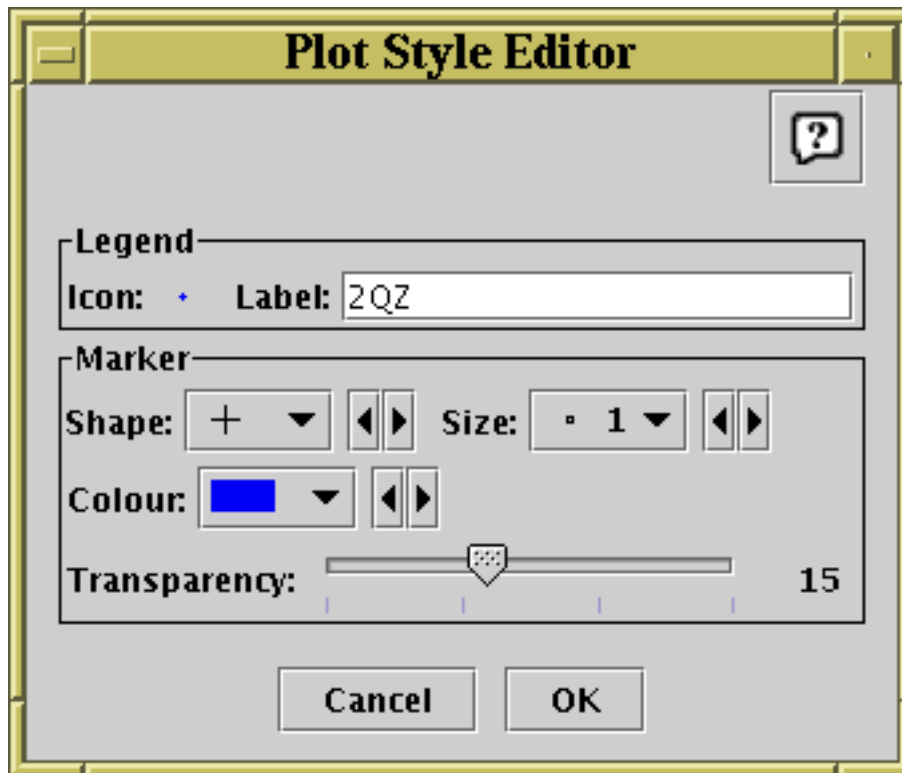 Plot Style Editor
?
Legend
Icon: Label: 2QZ
Marker
Shape: Size: 1
Colour:
Transparency: 15
Cancel OK